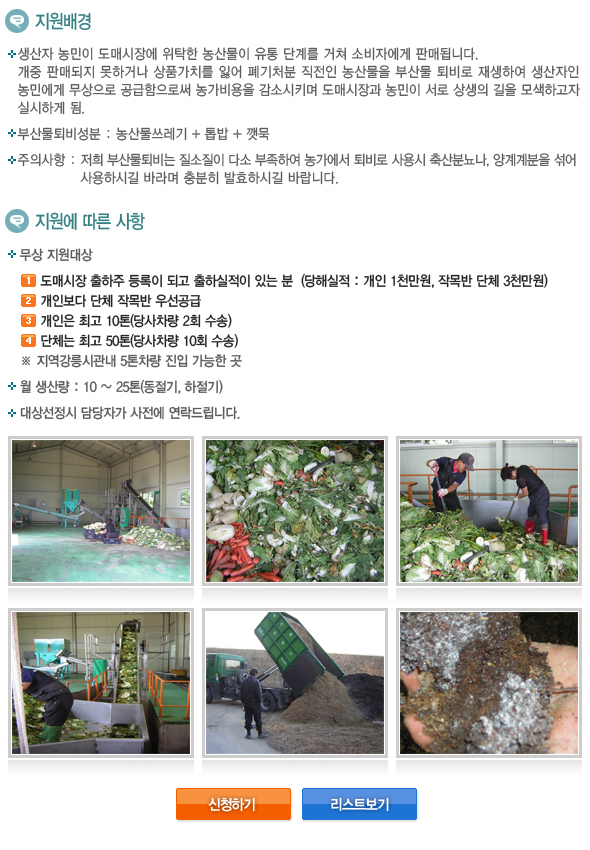 지원배경
생산자 농민이 도매시장에 위탁한 농산물이 유통 단계를 거쳐 소비자에게 판매됩니다.
개중 판매되지 못하거나 상품가치를 잃어 폐기처분 직전인 농산물을 부산물 퇴비로 재생하여 생산자인
농민에게 무상으로 공급함으로써 농가비용을 감소시키며 도매시장과 농민이 서로 상생의 길을 모색하고자
실시하게 됨.
부산물퇴비성분 : 농산물쓰레기 + 톱밥 + 깻묵
주의사항 : 저희 부산물퇴비는 질소질이 다소 부족하여 농가에서 퇴비로 사용시 축산분뇨나, 양계계분을 섞어
사용하시길 바라며 충분히 발효하시길 바랍니다.
지원에 따른 사항
무상 지원대상
1 도매시장 출하주 등록이 되고 출하실적이 있는 분 (당해실적 : 개인 1천만원, 작목반 단체 3천만원)
2 개인보다 단체 작목반 우선공급
3 개인은 최고 10톤(당사차량 2회 수송)
4 단체는 최고 50톤(당사차량 10회 수송)
※ 지역강릉시관내 5톤차량 진입 가능한 곳
월 생산량 : 10 ~ 25톤(동절기, 하절기)
대상선정시 담당자가 사전에 연락드립니다.
신청하기
리스트보기